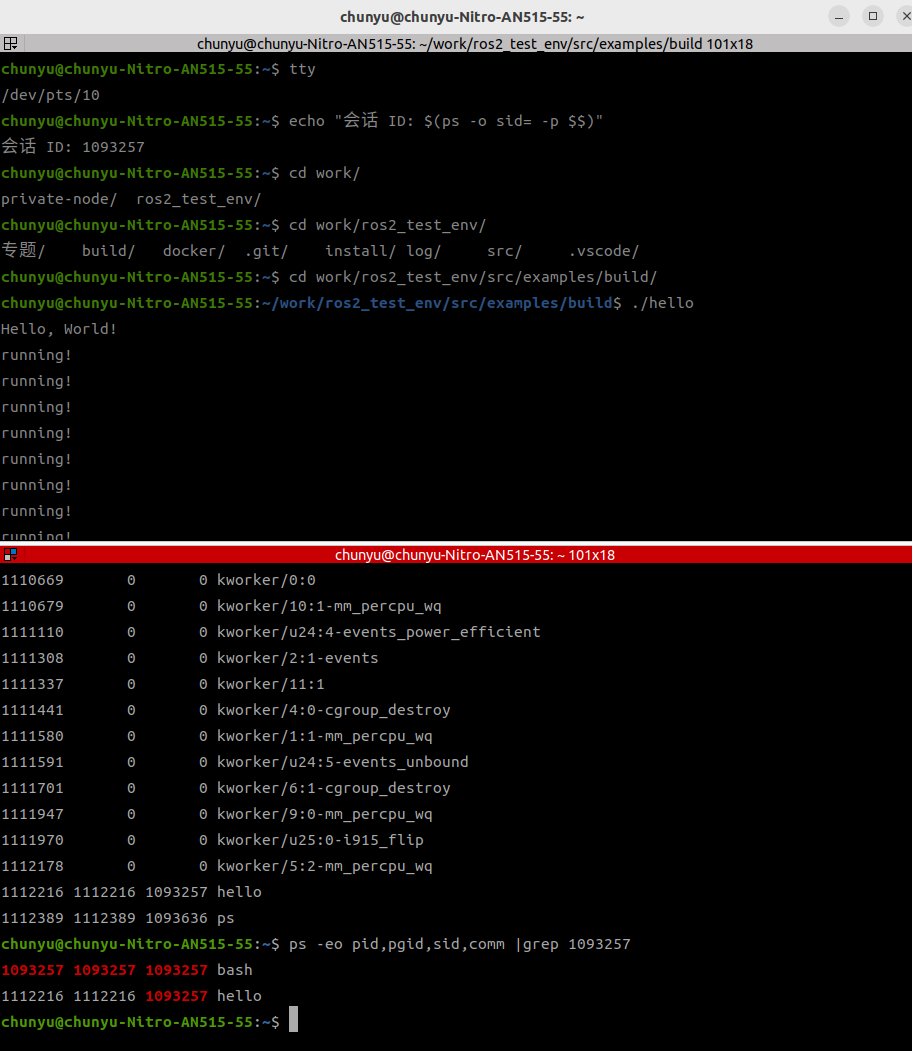 chunyu@chunyu-Nitro-AN515-55: ~
chunyu@chunyu-Nitro-AN515-55: ~/work/ros2_test_env/src/examples/build 101x18
chunyu@chunyu-Nitro-AN515-55:~$ tty
/dev/pts/10
chunyu@chunyu-Nitro-AN515-55:~$ echo "会话 ID: $(ps -o sid= -p $$)"
会话 ID: 1093257
chunyu@chunyu-Nitro-AN515-55:~$ cd work/
private-node/  ros2_test_env/
chunyu@chunyu-Nitro-AN515-55:~$ cd work/ros2_test_env/
专题/    build/   docker/  .git/    install/ log/     src/     .vscode/
chunyu@chunyu-Nitro-AN515-55:~$ cd work/ros2_test_env/src/examples/build/
chunyu@chunyu-Nitro-AN515-55:~/work/ros2_test_env/src/examples/build$ ./hello
Hello, World!
running!
running!
running!
running!
running!
running!
running!
running!
chunyu@chunyu-Nitro-AN515-55: ~ 101x18
1110669       0       0 kworker/0:0
1110679       0       0 kworker/10:1-mm_percpu_wq
1111110       0       0 kworker/u24:4-events_power_efficient
1111308       0       0 kworker/2:1-events
1111337       0       0 kworker/11:1
1111441       0       0 kworker/4:0-cgroup_destroy
1111580       0       0 kworker/1:1-mm_percpu_wq
1111591       0       0 kworker/u24:5-events_unbound
1111701       0       0 kworker/6:1-cgroup_destroy
1111947       0       0 kworker/9:0-mm_percpu_wq
1111970       0       0 kworker/u25:0-i915_flip
1112178       0       0 kworker/5:2-mm_percpu_wq
1112216 1112216 1093257 hello
1112389 1112389 1093636 ps
chunyu@chunyu-Nitro-AN515-55:~$ ps -eo pid,pgid,sid,comm |grep 1093257
1093257 1093257 1093257 bash
1112216 1112216 1093257 hello
chunyu@chunyu-Nitro-AN515-55:~$